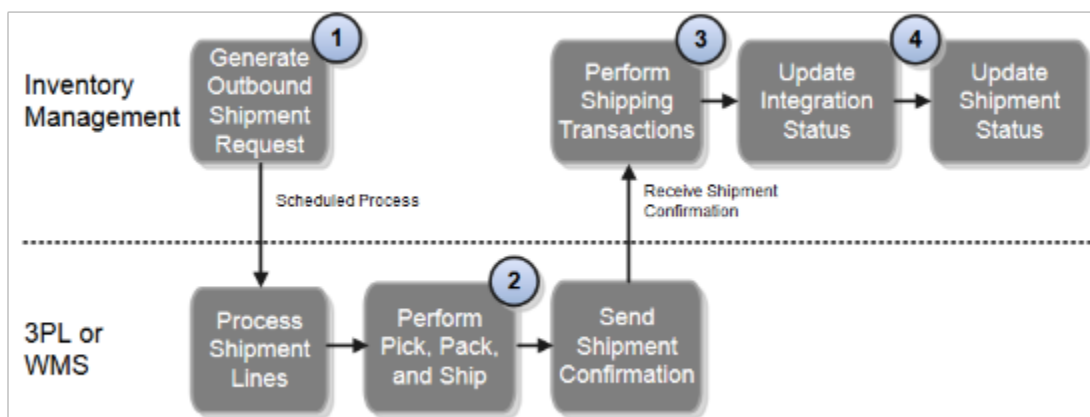 1
Generate
Outbound
Shipment
Request
3
Perform
Shipping
Transactions
4
Update
Integration
Status
Update
Shipment
Status
Inventory
Management
Scheduled Process
Receive Shipment
Confirmation
2
3PL or
WMS
Process
Shipment
Lines
Perform
Pick, Pack,
and Ship
Send
Shipment
Confirmation